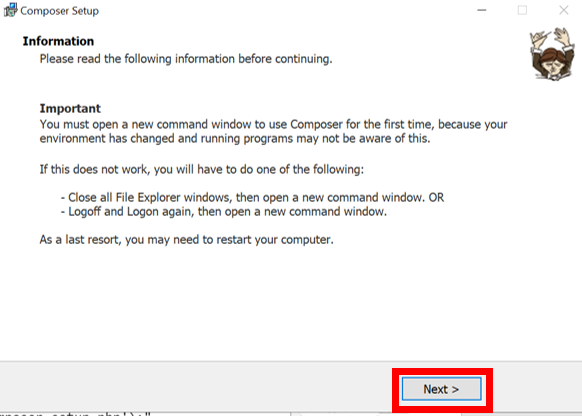 Composer Setup
Information
Please read the following information before continuing.
Important
You must open a new command window to use Composer for the first time, because your
environment has changed and running programs may not be aware of this.
If this does not work, you will have to do one of the following:
- Close all File Explorer windows, then open a new command window. OR
- Logoff and Logon again, then open a new command window.
As a last resort, you may need to restart your computer.
Next >